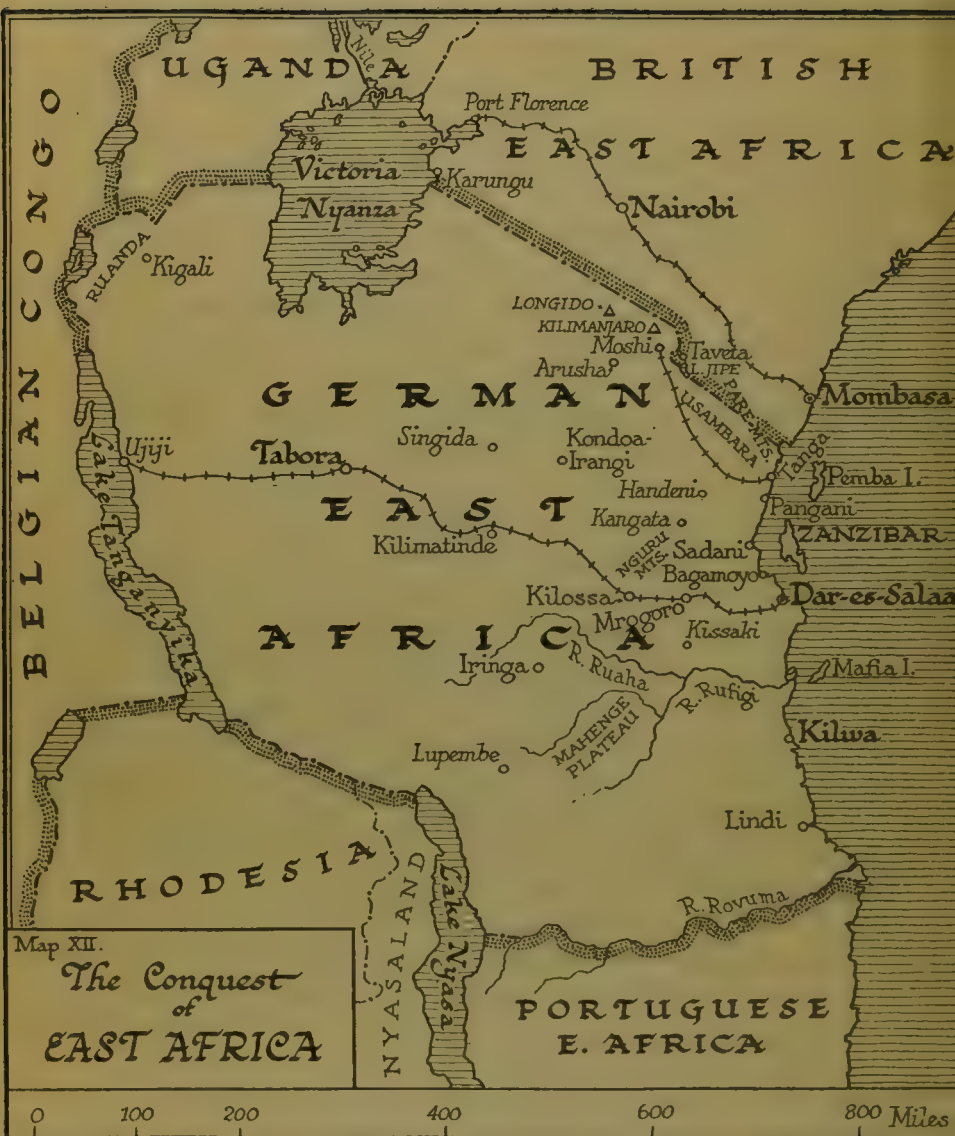 UGANDA
Nile
BRITISH
EAST AFRICA
BELGIAN CONGO
Port Florence
Victoria
Nyanza
Karungu
Nairobi
RUANDA
Kigali
LONGIDO
KILIMANJARO
Moshi
Taveta
Arusha
L. JIPE
PARE MTS.
USAMBARA
Mombasa
GERMAN
Singida
Kondoa-
Irangi
Ujiji
Tabora
Tanga
Pemba I.
Handeni
Pangani
EAST
Kangata
Kilimatinde
NGURU
MTS.
Sadani
ZANZIBAR
Bagamoyo
Lake Tanganyika
Kilossa
Mrogoro
Dar-es-Salaa
AFRICA
Kissaki
Iringa
R. Ruaha
R. Rufigi
Mafia I.
MAHENGE
PLATEAU
Kilwa
Lupembe
Lindi
RHODESIA
NYASALAND
Lake Nyasa
R. Rovuma
PORTUGUESE
E. AFRICA
Map XII.
The Conquest
of
EAST AFRICA
0 100 200 400 600 800 Miles